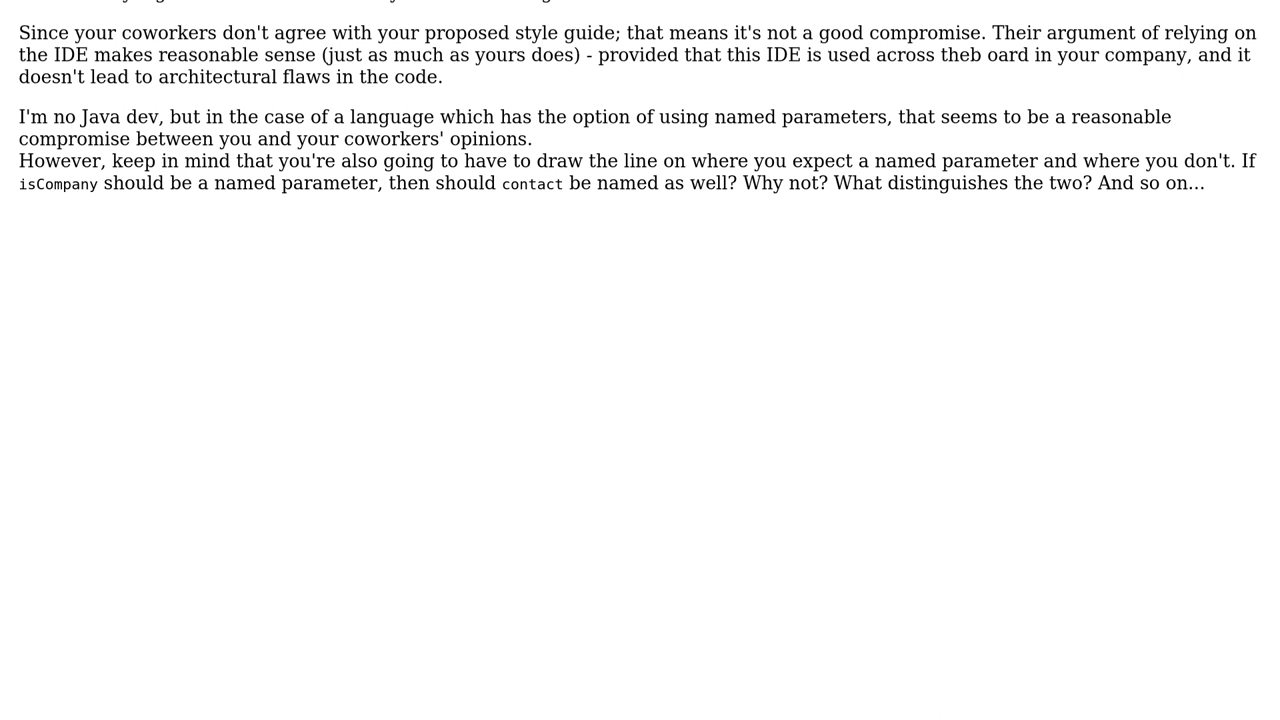 Since your coworkers don't agree with your proposed style guide; that means it's not a good compromise. Their argument of relying on
the IDE makes reasonable sense (just as much as yours does) - provided that this IDE is used across theb oard in your company, and it
doesn't lead to architectural flaws in the code.
I'm no Java dev, but in the case of a language which has the option of using named parameters, that seems to be a reasonable
compromise between you and your coworkers' opinions.
However, keep in mind that you're also going to have to draw the line on where you expect a named parameter and where you don't. If
isCompany should be a named parameter, then should contact be named as well? Why not? What distinguishes the two? And so on...